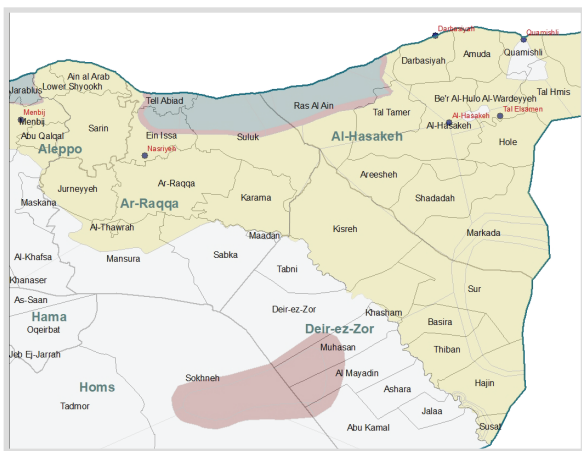 Darbasiyah
Qamishli
Quamishli
Amuda
Darbasiyah
Ain al Arab
Lower Shyookh
Jarablus
Tell Abiad
Ras Al Ain
Be'r Al-Hulo Al-Wardeyyeh
Tal Hmis
Menbij
Menbij
Tal Tamer
Al-Hasakeh
Tal Elsamen
Al-Hasakeh
Abu Qalqal
Sarin
Ein Issa
Suluk
Al-Hasakeh
Hole
Aleppo
Nasriyeh
Areesheh
Jurneyyeh
Ar-Raqqa
Karama
Shadadah
Maskana
Ar-Raqqa
Al-Thawrah
Kisreh
Markada
Maadan
Al-Khafsa
Mansura
Sabka
Tabni
Khanaser
Sur
As-Saan
Deir-ez-Zor
Khasham
Hama
Basira
Oqeirbat
Deir-ez-Zor
Muhasan
Thiban
Jeb Ej-Jarrah
Sokhneh
Al Mayadin
Homs
Ashara
Hajin
Tadmor
Jalaa
Abu Kamal
Susat